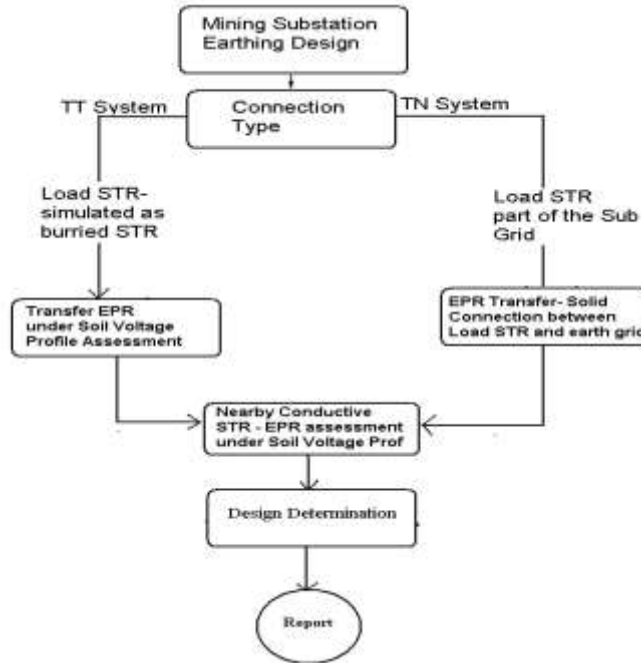 Mining Substation
Earthing Design
TT System
Connection
Type
TN System
Load STR-
simulated as
burried STR
Load STR
part of the Sub
Grid
Transfer EPR
under Soil Voltage
Profile Assessment
EPR Transfer- Solid
Connection between
Load STR and earth grid
Nearby Conductive
STR - EPR assessment
under Soil Voltage Prof
Design Determination
Report